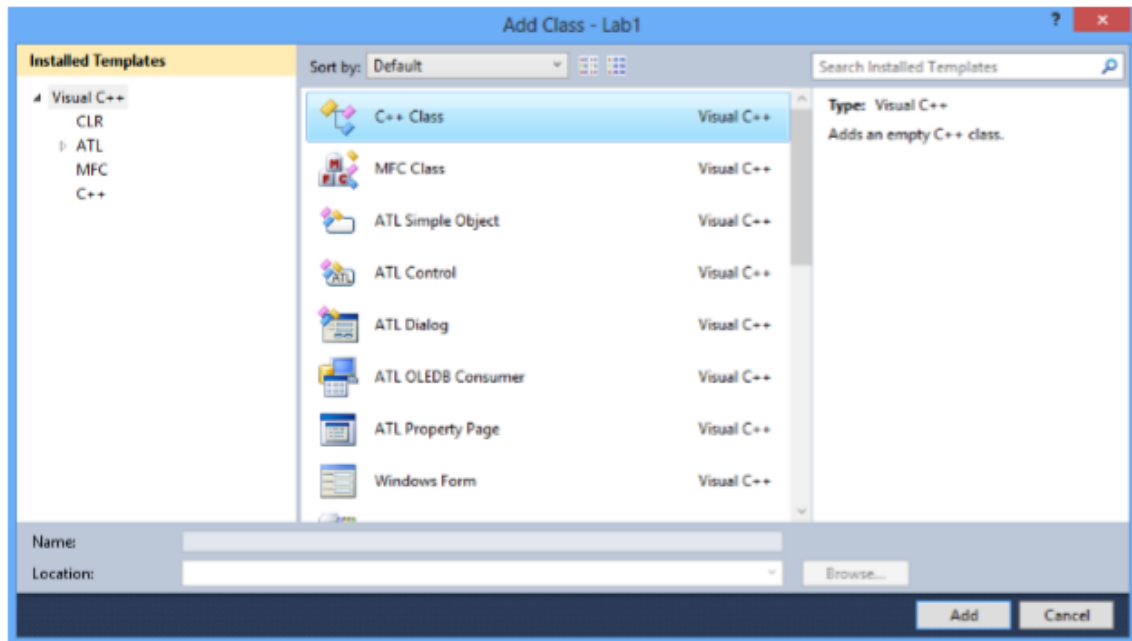 Add Class - Lab1
?
Installed Templates
Visual C++
CLR
ATL
MFC
C++
Sort by: Default
C++ Class Visual C++
MFC Class Visual C++
ATL Simple Object Visual C++
ATL Control Visual C++
ATL Dialog Visual C++
ATL OLEDB Consumer Visual C++
ATL Property Page Visual C++
Windows Form Visual C++
Search Installed Templates
Type: Visual C++
Adds an empty C++ class.
Name:
Location:
Browse...
Add
Cancel